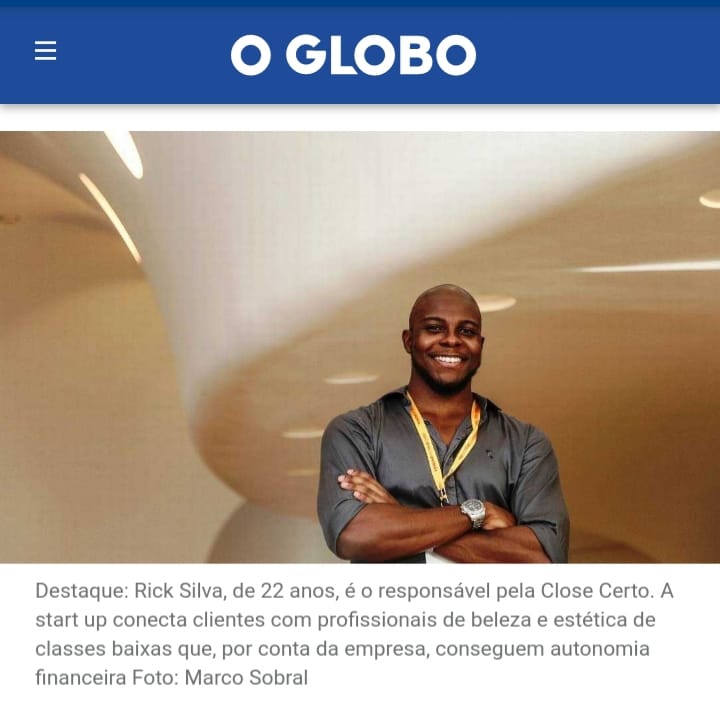 O GLOBO
Destaque: Rick Silva, de 22 anos, é o responsável pela Close Certo. A
start up conecta clientes com profissionais de beleza e estética de
classes baixas que, por conta da empresa, conseguem autonomia
financeira Foto: Marco Sobral